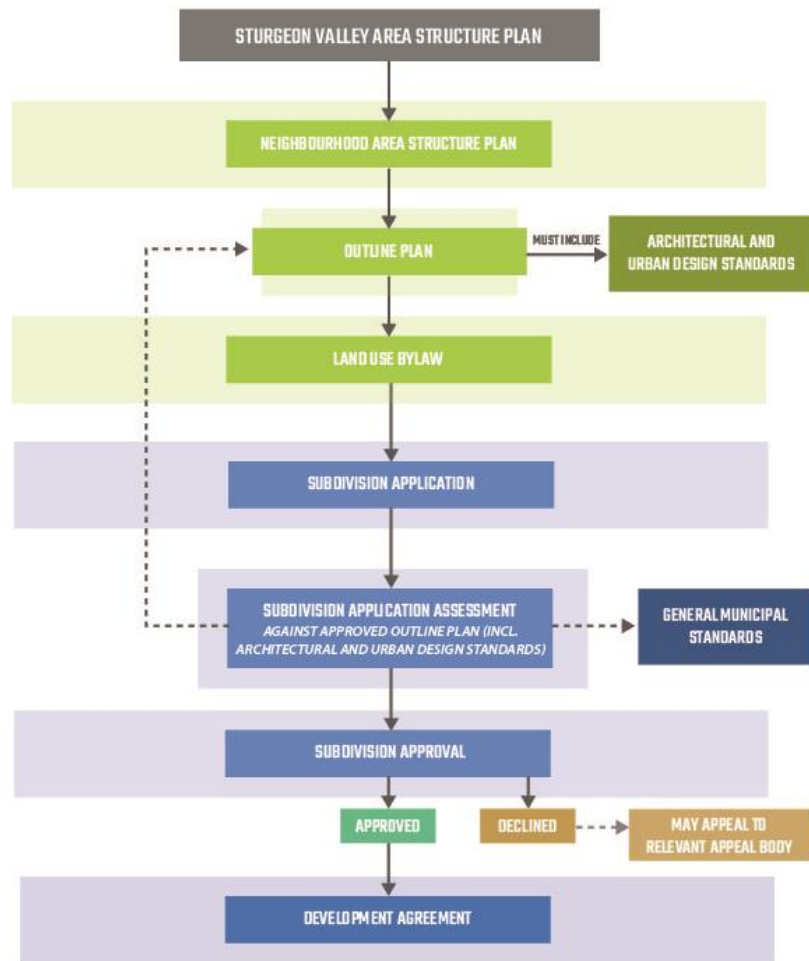 STURGEON VALLEY AREA STRUCTURE PLAN
NEIGHBOURHOOD AREA STRUCTURE PLAN
OUTLINE PLAN
MUST INCLUDE
ARCHITECTURAL AND
URBAN DESIGN STANDARDS
LAND USE BYLAW
SUBDIVISION APPLICATION
SUBDIVISION APPLICATION ASSESSMENT
AGAINST APPROVED OUTLINE PLAN (INCL.
ARCHITECTURAL AND URBAN DESIGN STANDARDS)
GENERAL MUNICIPAL
STANDARDS
SUBDIVISION APPROVAL
APPROVED
DECLINED
MAY APPEAL TO
RELEVANT APPEAL BODY
DEVELOPMENT AGREEMENT